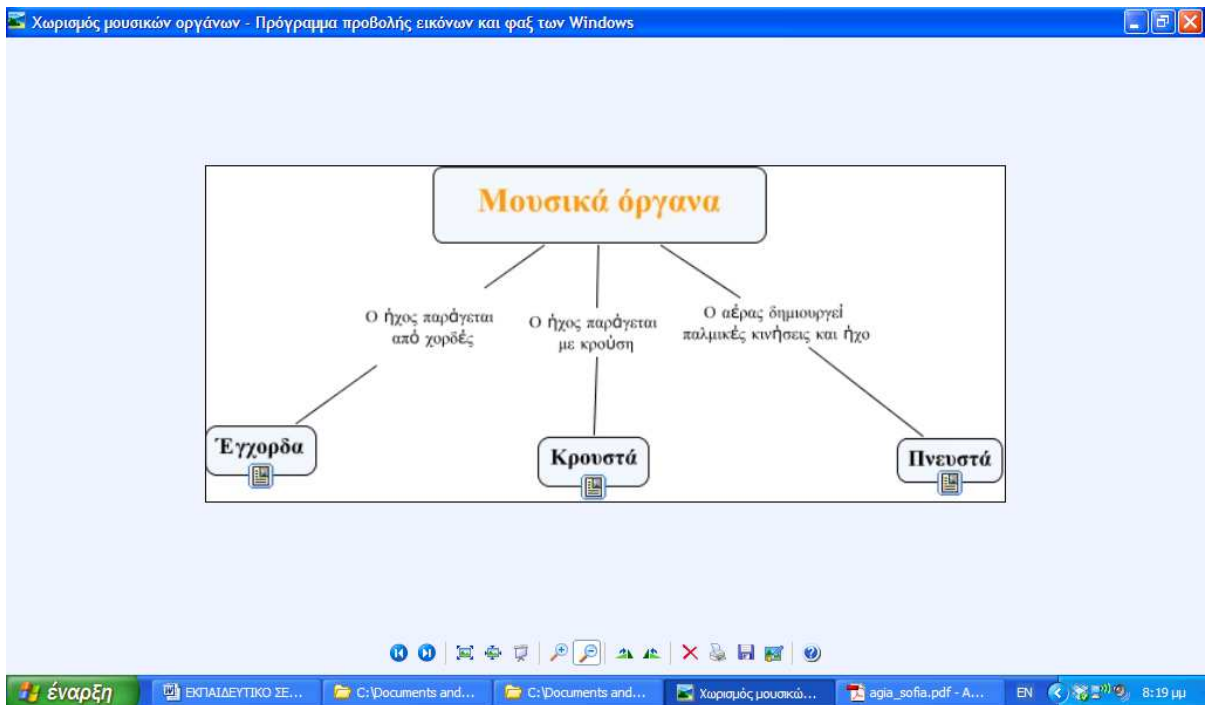 Χωρισμός μουσικών οργάνων - Πρόγραμμα προβολής εικόνων και φαξ των Windows
Μουσικά όργανα
Ο ήχος παράγεται
από χορδές
Ο ήχος παράγεται
με κρούση
Ο αέρας δημιουργεί
παλμικές κινήσεις και ήχο
Έγχορδα
Κρουστά
Πνευστά
έναρξη
ΕΚΠΑΙΔΕΥΤΙΚΟ ΣΕ...
C:\Documents and...
C:\Documents and...
Χωρισμός μουσικώ...
agia_sofia.pdf - A...
EN
8:19 μμ